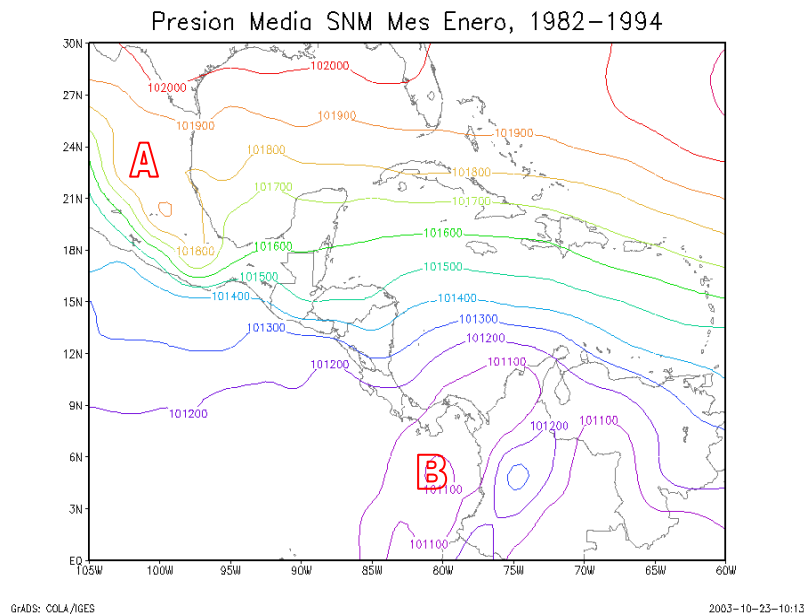 Presion Media SNM Mes Enero, 1982-1994
30N
102000
27N
101900
101900
101900
24N
A
101800
101800
21N
101700
101700
18N
101800
101600
101600
101500
101500
15N
101400
101400
101300
101300
12N
101200
101200
101100
9N
101200
101200
101100
6N
B
101100
3N
101100
EQ
105W 100W 95W 90W 85W 80W 75W 70W 65W 60W
GrADS: COLA/IGES
2003-10-23-10:13